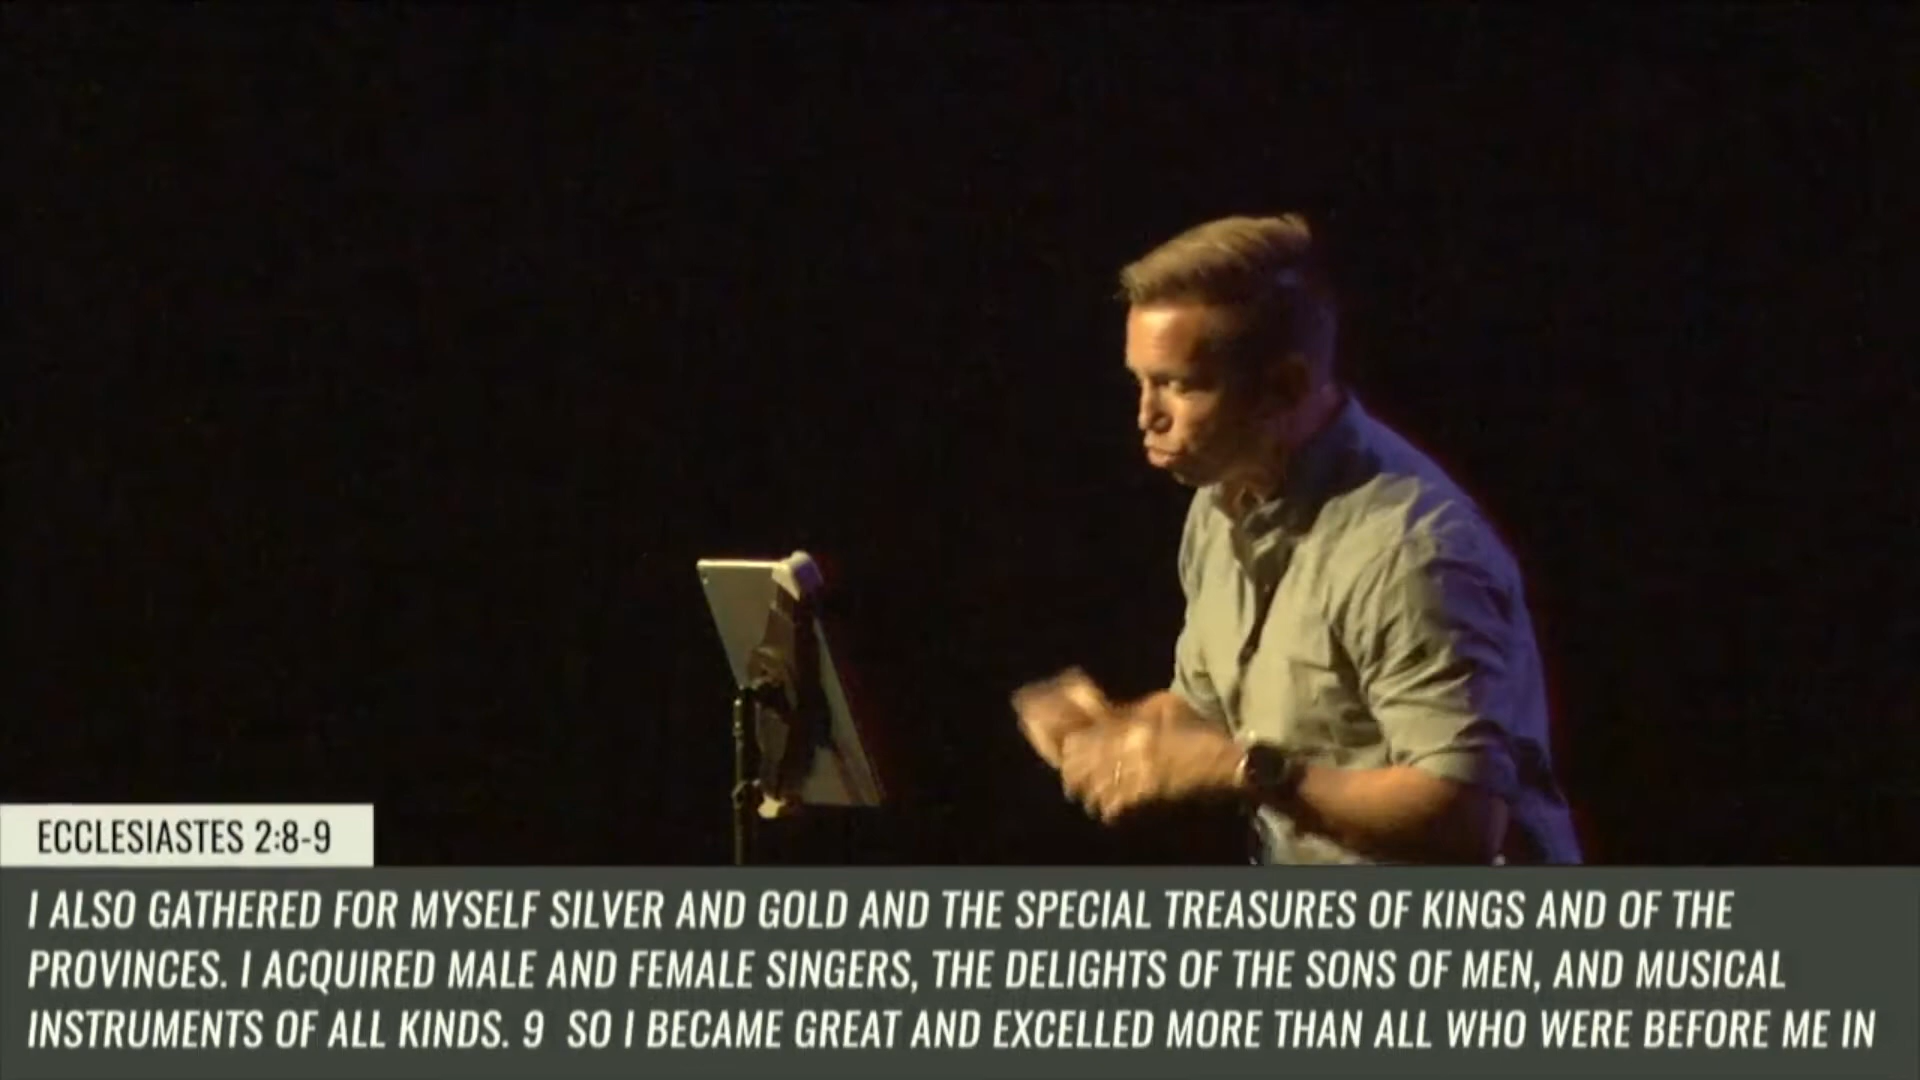 ECCLESIASTES 2:8-9
I ALSO GATHERED FOR MYSELF SILVER AND GOLD AND THE SPECIAL TREASURES OF KINGS AND OF THE
PROVINCES. I ACQUIRED MALE AND FEMALE SINGERS, THE DELIGHTS OF THE SONS OF MEN, AND MUSICAL
INSTRUMENTS OF ALL KINDS. 9 SO I BECAME GREAT AND EXCELLED MORE THAN ALL WHO WERE BEFORE ME IN